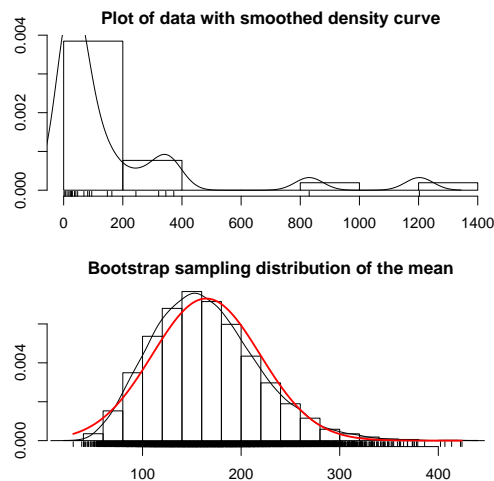 Plot of data with smoothed density curve
0.004
0.002
0.000
0 200 400 600 800 1000 1200 1400
Bootstrap sampling distribution of the mean
0.004
0.000
100 200 300 400